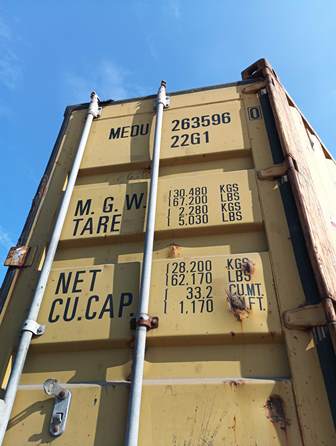 MEDU 263596 0
22G1
M.G.W. 30.480 KGS
67.200 LBS
TARE 2.280 KGS
5.030 LBS
NET 28.200 KGS
62.170 LBS
CU.CAP. 33.2 CU.MT.
1.170 FT.